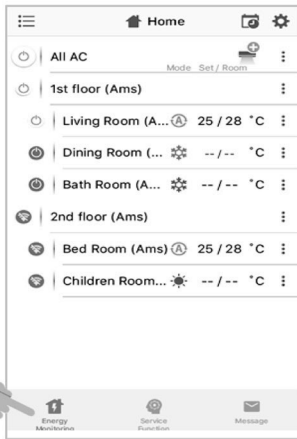 Home
All AC
Mode Set / Room
1st floor (Ams)
Living Room (A... A 25 / 28 °C
Dining Room (... -- / -- °C
Bath Room (A... -- / -- °C
2nd floor (Ams)
Bed Room (Ams) A 25 / 28 °C
Children Room... -- / -- °C
Energy Monitoring
Service Function
Message